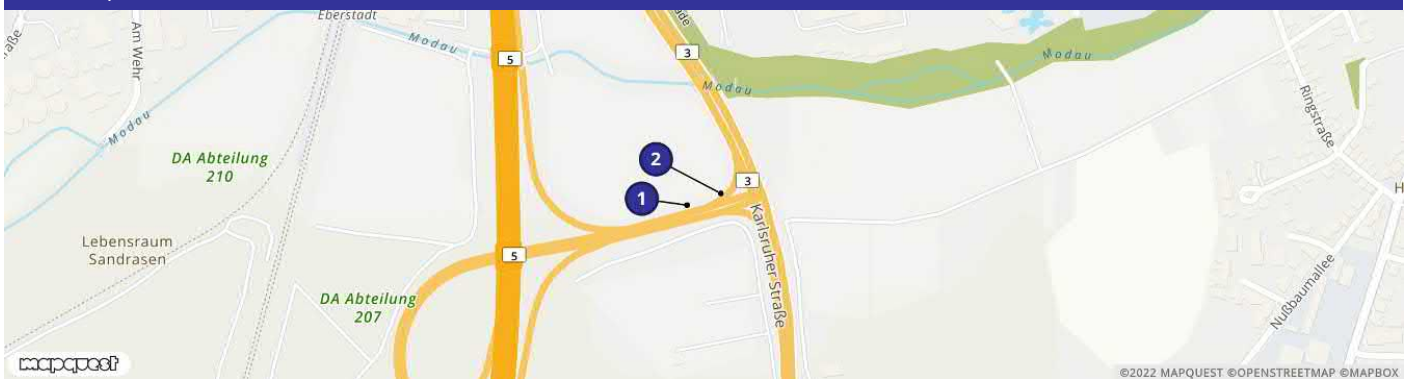 Eberstadt
Straße
Am Wehr
Modau
5
3
Modau
Modau
Modau
Ringstraße
DA Abteilung
210
2
3
1
Karlsruher Straße
Lebensraum
Sandrasen
5
DA Abteilung
207
Nußbaumallee
mapquest
©2022 MAPQUEST ©OPENSTREETMAP ©MAPBOX